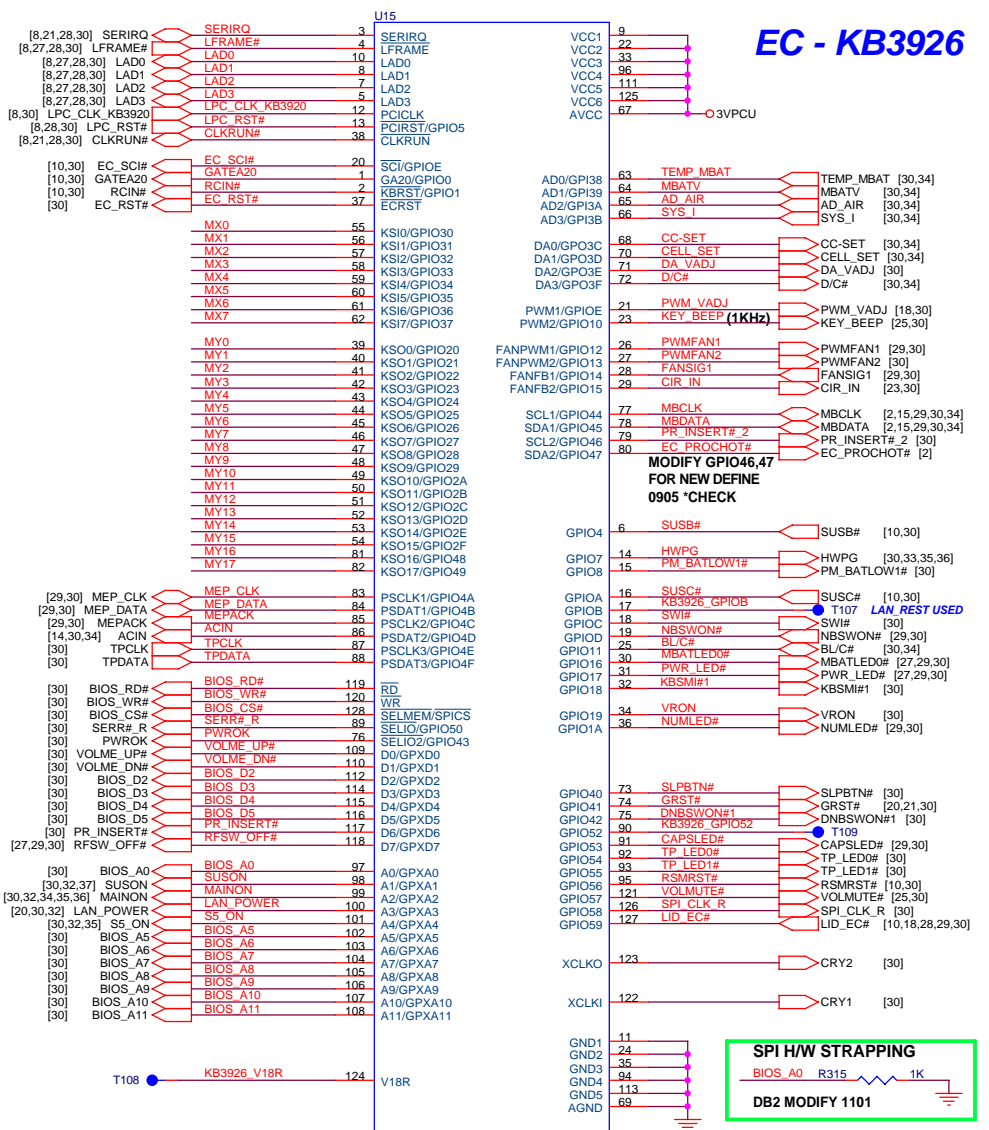 U15
EC - KB3926
[8,21,28,30] SERIRQ SERIRQ 3 SERIRQ
[8,27,28,30] LFRAME# LFRAME# 4 LFRAME
[8,27,28,30] LAD0 LAD0 10 LAD0
[8,27,28,30] LAD1 LAD1 8 LAD1
[8,27,28,30] LAD2 LAD2 7 LAD2
[8,27,28,30] LAD3 LAD3 5 LAD3
[8,30] LPC_CLK_KB3920 LPC_CLK_KB3920 12 PCICLK
[8,28,30] LPC_RST# LPC_RST# 13 PCIRST/GPIO5
[8,21,28,30] CLKRUN# CLKRUN# 38 CLKRUN
[10,30] EC_SCI# EC_SCI# 20 SCI/GPIOE
[10,30] GATEA20 GATEA20 1 GA20/GPIO0
[10,30] RCIN# RCIN# 2 KBRST/GPIO1
[30] EC_RST# EC_RST# 37 ECRST
MX0 55 KSI0/GPIO30
MX1 56 KSI1/GPIO31
MX2 57 KSI2/GPIO32
MX3 58 KSI3/GPIO33
MX4 59 KSI4/GPIO34
MX5 60 KSI5/GPIO35
MX6 61 KSI6/GPIO36
MX7 62 KSI7/GPIO37
MY0 39 KSO0/GPIO20
MY1 40 KSO1/GPIO21
MY2 41 KSO2/GPIO22
MY3 42 KSO3/GPIO23
MY4 43 KSO4/GPIO24
MY5 44 KSO5/GPIO25
MY6 45 KSO6/GPIO26
MY7 46 KSO7/GPIO27
MY8 47 KSO8/GPIO28
MY9 48 KSO9/GPIO29
MY10 49 KSO10/GPIO2A
MY11 50 KSO11/GPIO2B
MY12 51 KSO12/GPIO2C
MY13 52 KSO13/GPIO2D
MY14 53 KSO14/GPIO2E
MY15 54 KSO15/GPIO2F
MY16 81 KSO16/GPIO48
MY17 82 KSO17/GPIO49
[29,30] MEP_CLK MEP_CLK 83 PSCLK1/GPIO4A
[29,30] MEP_DATA MEP_DATA 84 PSDAT1/GPIO4B
[29,30] MEPACK MEPACK 85 PSCLK2/GPIO4C
[14,30,34] ACIN ACIN 86 PSDAT2/GPIO4D
[30] TPCLK TPCLK 87 PSCLK3/GPIO4E
[30] TPDATA TPDATA 88 PSDAT3/GPIO4F
[30] BIOS_RD# BIOS_RD# 119 RD
[30] BIOS_WR# BIOS_WR# 120 WR
[30] BIOS_CS# BIOS_CS# 128 SELMEM/SPICS
[30] SERR#_R SERR#_R 89 SELIO/GPIO50
[30] PWROK PWROK 76 SELIO2/GPIO43
[30] VOLME_UP# VOLME_UP# 109 D0/GPXD0
[30] VOLME_DN# VOLME_DN# 110 D1/GPXD1
[30] BIOS_D2 BIOS_D2 112 D2/GPXD2
[30] BIOS_D3 BIOS_D3 114 D3/GPXD3
[30] BIOS_D4 BIOS_D4 115 D4/GPXD4
[30] BIOS_D5 BIOS_D5 116 D5/GPXD5
[30] PR_INSERT# PR_INSERT# 117 D6/GPXD6
[27,29,30] RFSW_OFF# RFSW_OFF# 118 D7/GPXD7
[30] BIOS_A0 BIOS_A0 97 A0/GPXA0
[30,32,37] SUSON SUSON 98 A1/GPXA1
[30,32,34,35,36] MAINON MAINON 99 A2/GPXA2
[20,30,32] LAN_POWER LAN_POWER 100 A3/GPXA3
[30,32,35] S5_ON S5_ON 101 A4/GPXA4
[30] BIOS_A5 BIOS_A5 102 A5/GPXA5
[30] BIOS_A6 BIOS_A6 103 A6/GPXA6
[30] BIOS_A7 BIOS_A7 104 A7/GPXA7
[30] BIOS_A8 BIOS_A8 105 A8/GPXA8
[30] BIOS_A9 BIOS_A9 106 A9/GPXA9
[30] BIOS_A10 BIOS_A10 107 A10/GPXA10
[30] BIOS_A11 BIOS_A11 108 A11/GPXA11
T108 KB3926_V18R 124 V18R
VCC1 9
VCC2 22
VCC3 33
VCC4 96
VCC5 111
VCC6 125
AVCC 67 3VPCU
AD0/GPI38 63 TEMP_MBAT TEMP_MBAT [30,34]
AD1/GPI39 64 MBATV MBATV [30,34]
AD2/GPI3A 65 AD_AIR AD_AIR [30,34]
AD3/GPI3B 66 SYS_I SYS_I [30,34]
DA0/GPO3C 68 CC-SET CC-SET [30,34]
DA1/GPO3D 70 CELL_SET CELL_SET [30,34]
DA2/GPO3E 71 DA_VADJ DA_VADJ [30]
DA3/GPO3F 72 D/C# D/C# [30,34]
PWM1/GPIOE 21 PWM_VADJ PWM_VADJ [18,30]
PWM2/GPIO10 23 KEY_BEEP (1KHz) KEY_BEEP [25,30]
FANPWM1/GPIO12 26 PWMFAN1 PWMFAN1 [29,30]
FANPWM2/GPIO13 27 PWMFAN2 PWMFAN2 [30]
FANFB1/GPIO14 28 FANSIG1 FANSIG1 [29,30]
FANFB2/GPIO15 29 CIR_IN CIR_IN [23,30]
SCL1/GPIO44 77 MBCLK MBCLK [2,15,29,30,34]
SDA1/GPIO45 78 MBDATA MBDATA [2,15,29,30,34]
SCL2/GPIO46 79 PR_INSERT#_2 PR_INSERT#_2 [30]
SDA2/GPIO47 80 EC_PROCHOT# EC_PROCHOT# [2]
MODIFY GPIO46,47
FOR NEW DEFINE
0905 *CHECK
GPIO4 6 SUSB# SUSB# [10,30]
GPIO7 14 HWPG HWPG [30,33,35,36]
GPIO8 15 PM_BATLOW1# PM_BATLOW1# [30]
GPIOA 16 SUSC# SUSC# [10,30]
GPIOB 17 KB3926_GPIOB T107 LAN_REST USED
GPIOC 18 SWI# SWI# [30]
GPIOD 19 NBSWON# NBSWON# [29,30]
GPIO11 25 BL/C# BL/C# [30,34]
GPIO16 30 MBATLED0# MBATLED0# [27,29,30]
GPIO17 31 PWR_LED# PWR_LED# [27,29,30]
GPIO18 32 KBSMI#1 KBSMI#1 [30]
GPIO19 34 VRON VRON [30]
GPIO1A 36 NUMLED# NUMLED# [29,30]
GPIO40 73 SLPBTN# SLPBTN# [30]
GPIO41 74 GRST# GRST# [20,21,30]
GPIO42 75 DNBSWON#1 DNBSWON#1 [30]
GPIO52 90 KB3926_GPIO52 T109
GPIO53 91 CAPSLED# CAPSLED# [29,30]
GPIO54 92 TP_LED0# TP_LED0# [30]
GPIO55 93 TP_LED1# TP_LED1# [30]
GPIO56 95 RSMRST# RSMRST# [10,30]
GPIO57 121 VOLMUTE# VOLMUTE# [25,30]
GPIO58 126 SPI_CLK_R SPI_CLK_R [30]
GPIO59 127 LID_EC# LID_EC# [10,18,28,29,30]
XCLKO 123 CRY2 [30]
XCLKI 122 CRY1 [30]
GND1 11
GND2 24
GND3 35
GND4 94
GND5 113
AGND 69
SPI H/W STRAPPING
BIOS_A0 R315 1K
DB2 MODIFY 1101